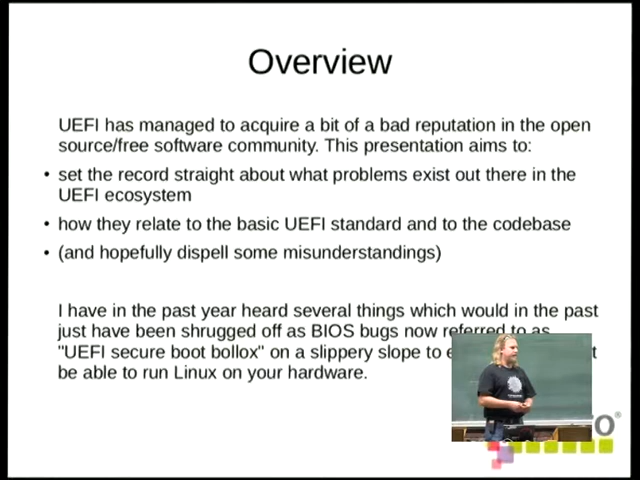 Overview
UEFI has managed to acquire a bit of a bad reputation in the open
source/free software community. This presentation aims to:
• set the record straight about what problems exist out there in the
UEFI ecosystem
• how they relate to the basic UEFI standard and to the codebase
• (and hopefully dispell some misunderstandings)
I have in the past year heard several things which would in the past
just have been shrugged off as BIOS bugs now referred to as
"UEFI secure boot bollox" on a slippery slope to
be able to run Linux on your hardware.